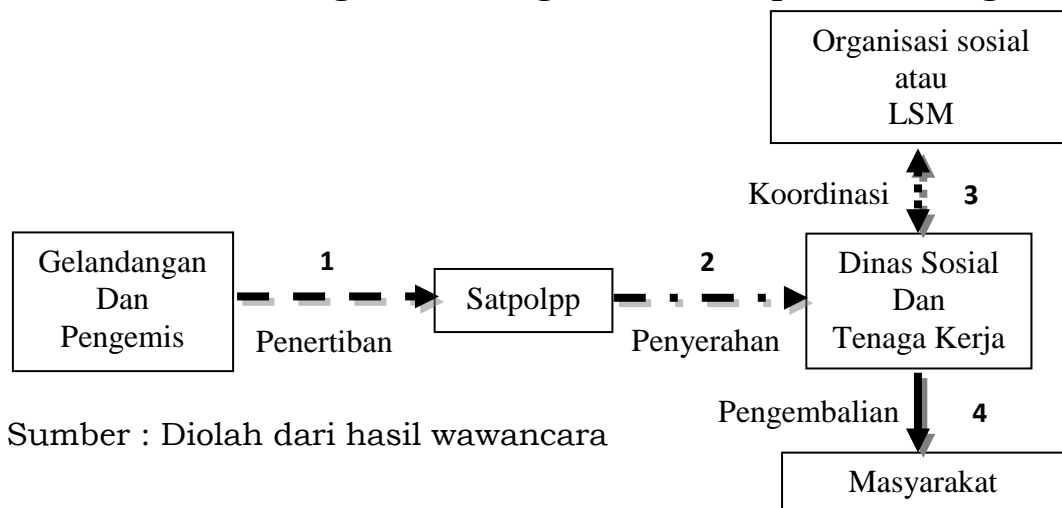 Organisasi sosial
atau
LSM
Koordinasi 3
Gelandangan
Dan
Pengemis
1
Penertiban
Satpolpp
2
Penyerahan
Dinas Sosial
Dan
Tenaga Kerja
Pengembalian 4
Sumber : Diolah dari hasil wawancara
Masyarakat